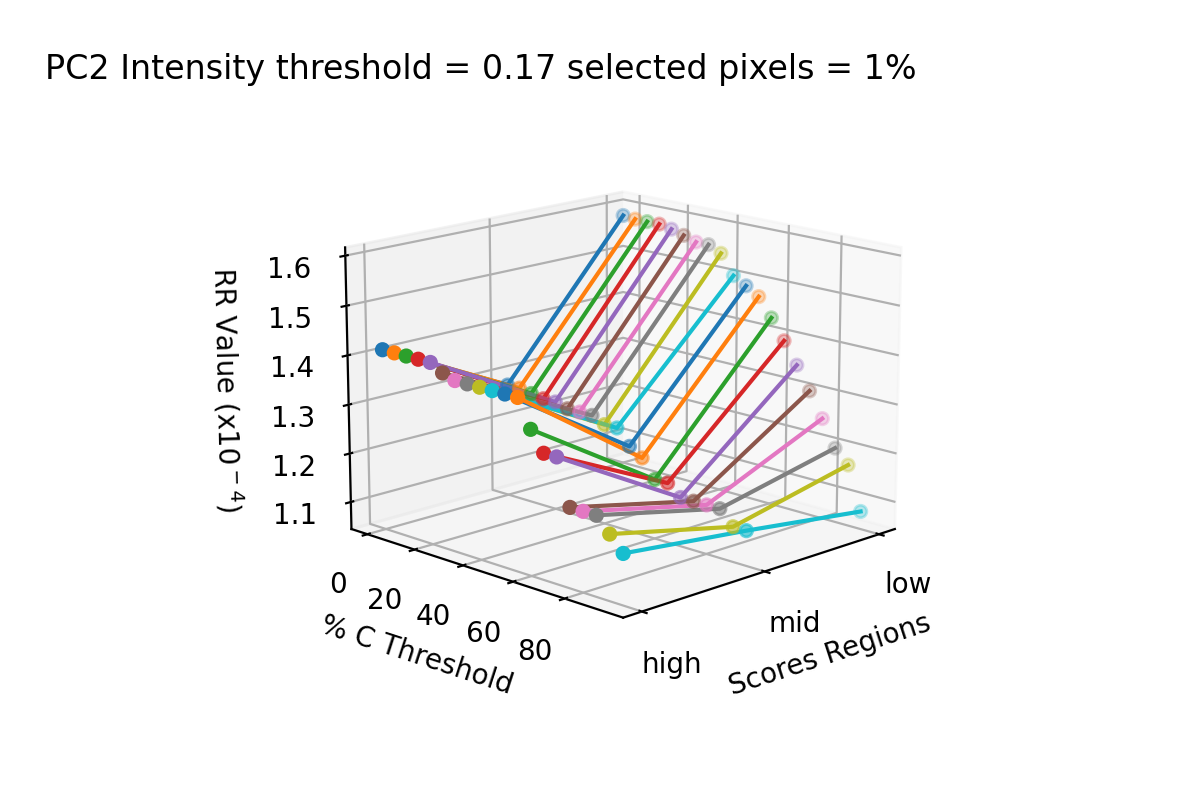 PC2 Intensity threshold = 0.17 selected pixels = 1%
RR Value (x10⁻⁴)
1.6
1.5
1.4
1.3
1.2
1.1
0
20
40
60
80
% C Threshold
high
mid
low
Scores Regions